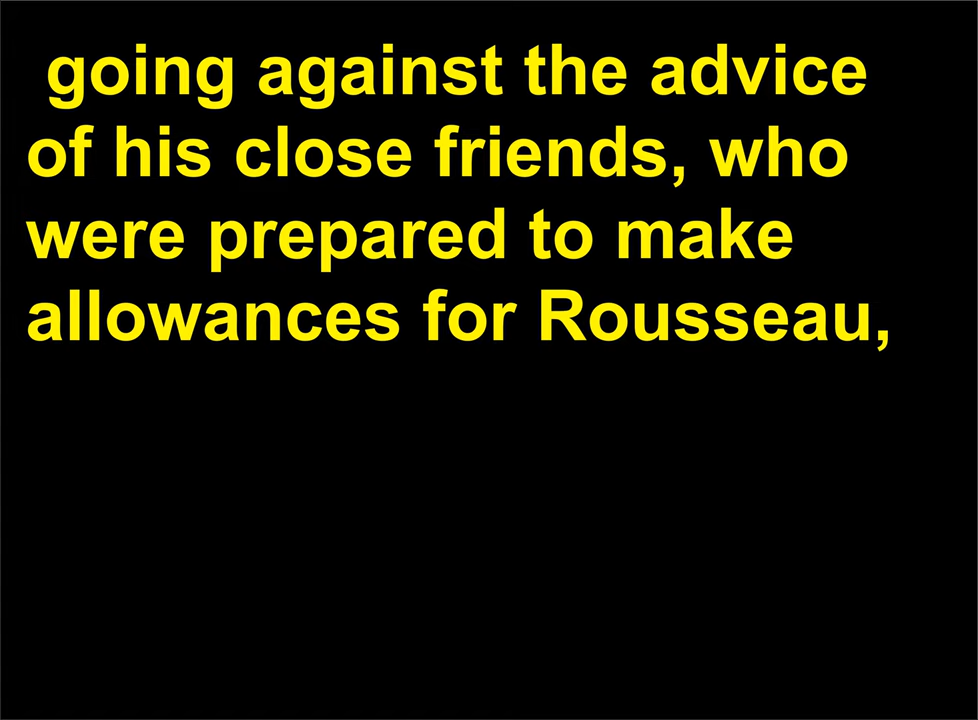 going against the advice
of his close friends, who
were prepared to make
allowances for Rousseau,